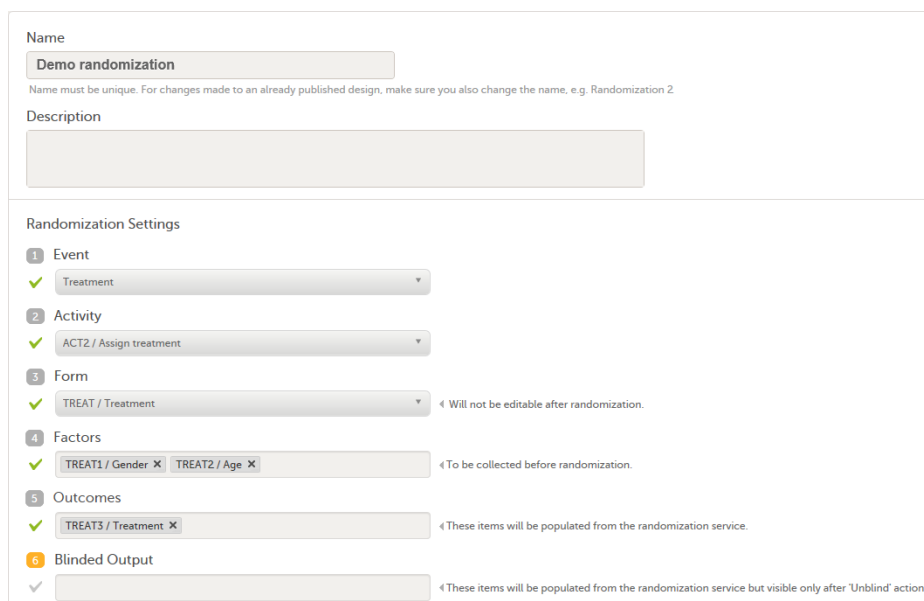 Name
Demo randomization
Name must be unique. For changes made to an already published design, make sure you also change the name, e.g. Randomization 2
Description
Randomization Settings
1 Event
Treatment
2 Activity
ACT2 / Assign treatment
3 Form
TREAT / Treatment Will not be editable after randomization.
4 Factors
TREAT1 / Gender × TREAT2 / Age × To be collected before randomization.
5 Outcomes
TREAT3 / Treatment × These items will be populated from the randomization service.
6 Blinded Output
These items will be populated from the randomization service but visible only after 'Unblind' action